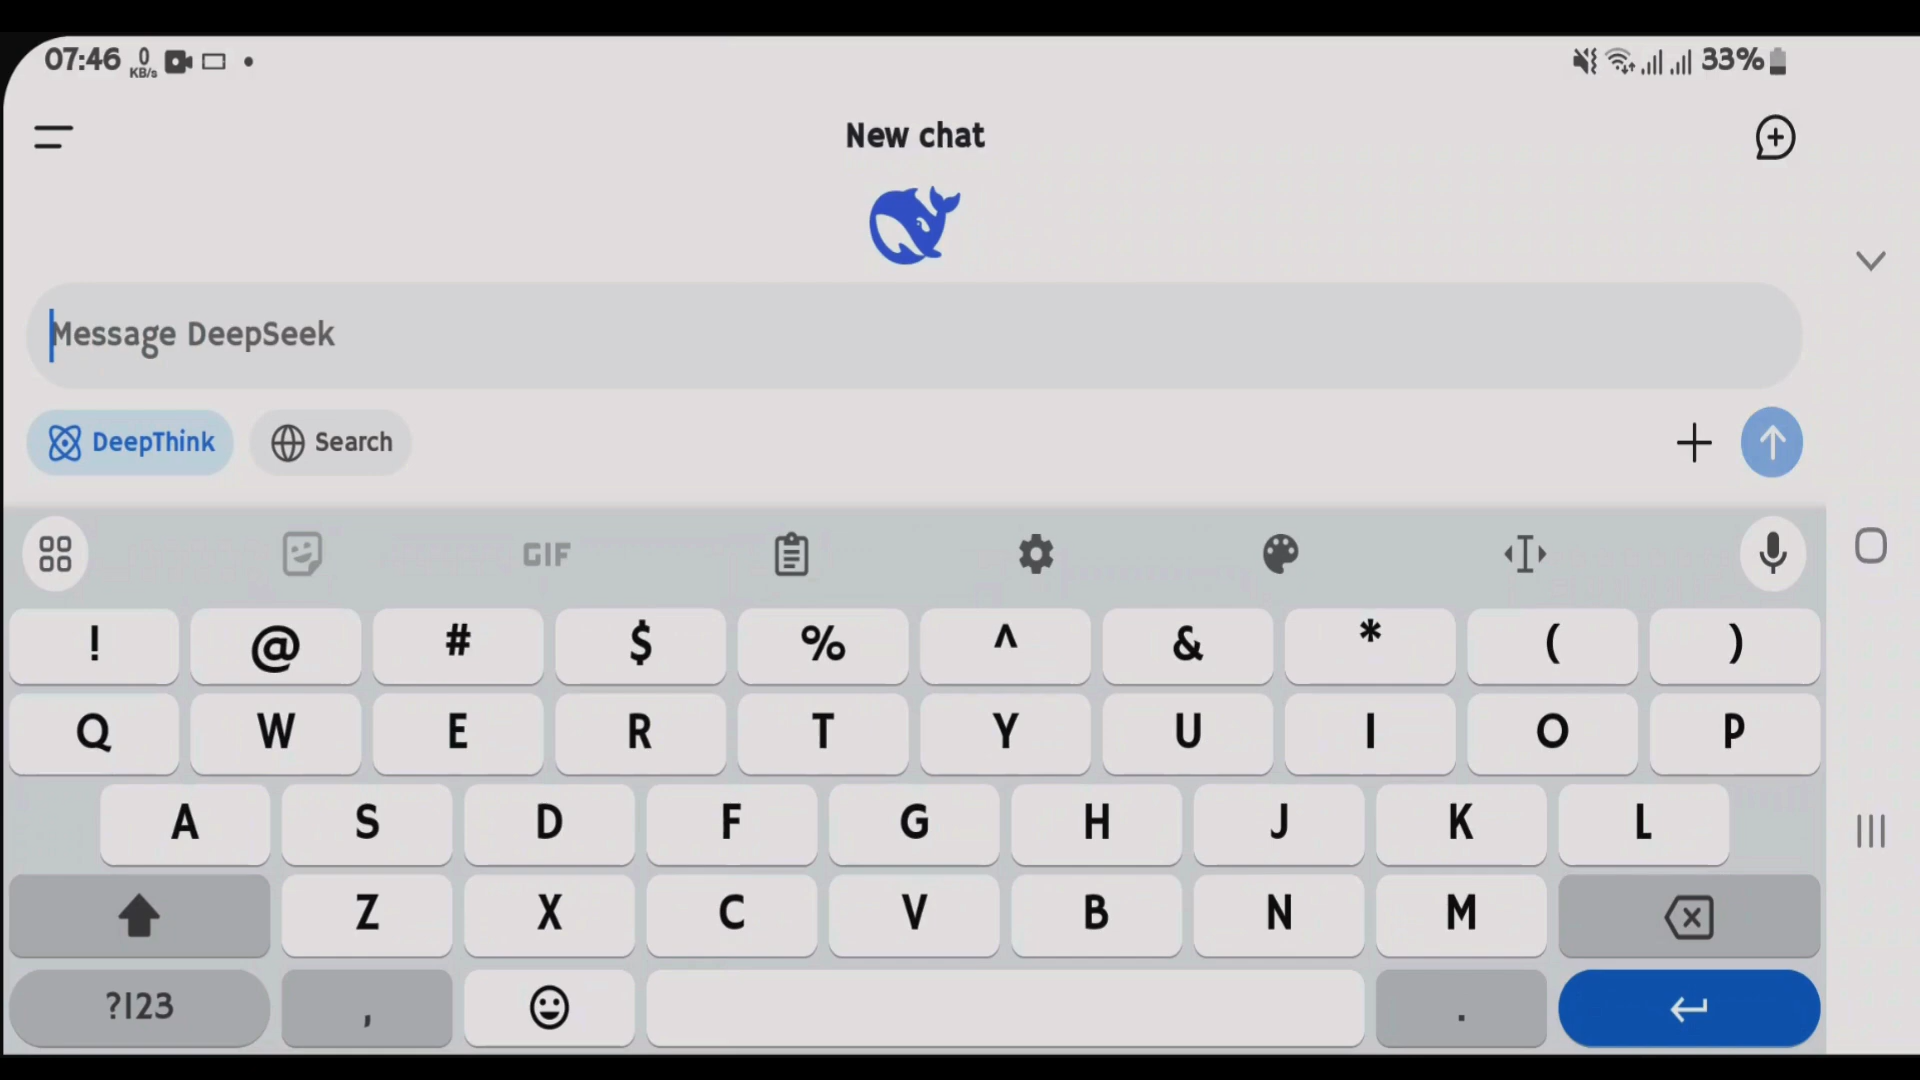 07:46 0 KB/s 33%
New chat
Message DeepSeek
DeepThink Search
GIF
! @ # $ % ^ & * ( )
Q W E R T Y U I O P
A S D F G H J K L
Z X C V B N M
?123 , .